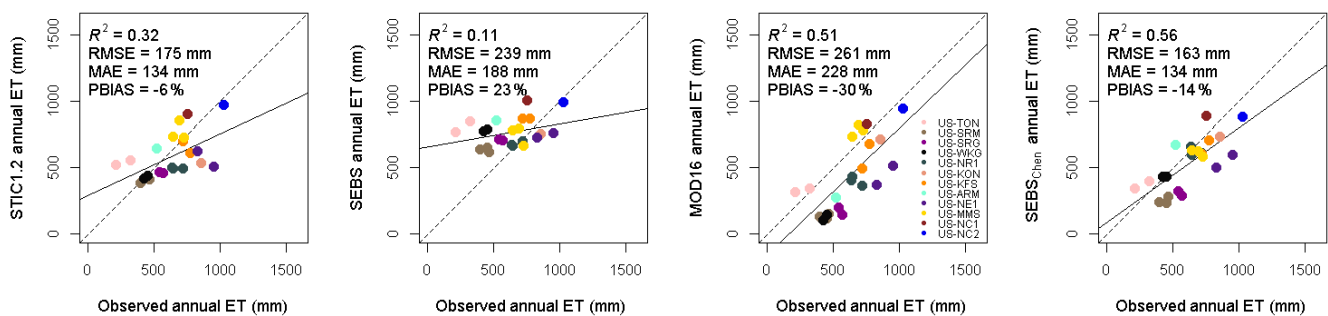 R² = 0.32
RMSE = 175 mm
MAE = 134 mm
PBIAS = -6%
STIC1.2 annual ET (mm)
0 500 1000 1500
0 500 1000 1500
Observed annual ET (mm)
R² = 0.11
RMSE = 239 mm
MAE = 188 mm
PBIAS = 23%
SEBS annual ET (mm)
0 500 1000 1500
0 500 1000 1500
Observed annual ET (mm)
R² = 0.51
RMSE = 261 mm
MAE = 228 mm
PBIAS = -30%
US-TON
US-SRM
US-SRG
US-WKG
US-NR1
US-KON
US-KFS
US-ARM
US-NE1
US-MMS
US-NC1
US-NC2
MOD16 annual ET (mm)
0 500 1000 1500
0 500 1000 1500
Observed annual ET (mm)
R² = 0.56
RMSE = 163 mm
MAE = 134 mm
PBIAS = -14%
SEBSChen annual ET (mm)
0 500 1000 1500
0 500 1000 1500
Observed annual ET (mm)